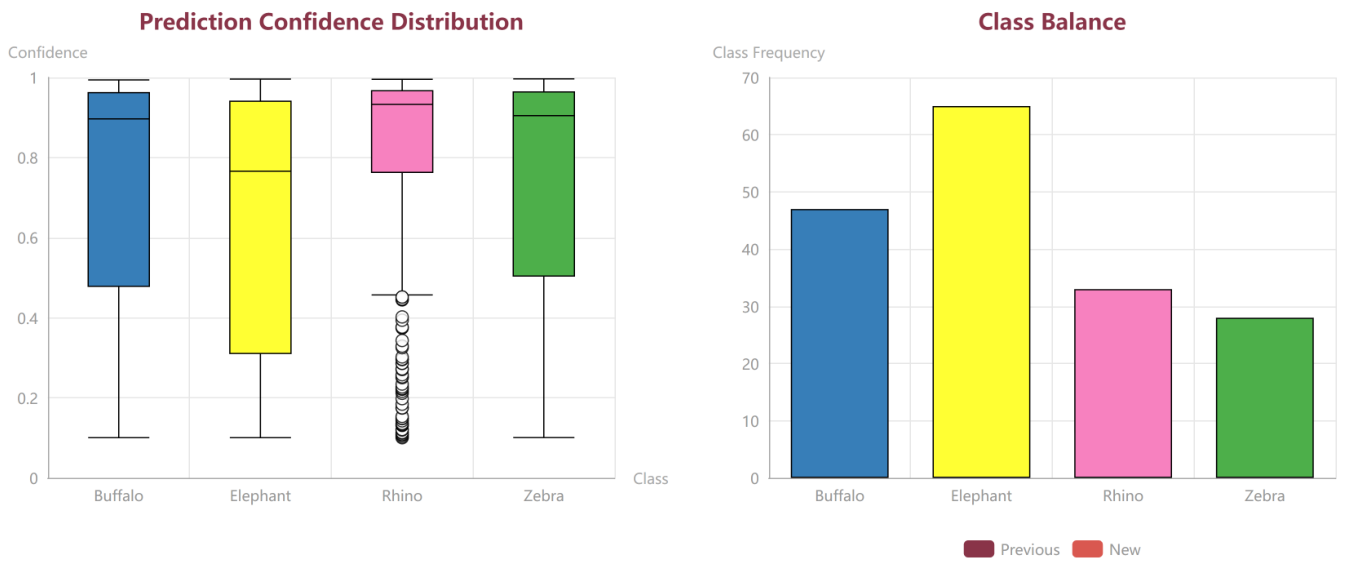 Prediction Confidence Distribution
Confidence
1
0.8
0.6
0.4
0.2
0
Buffalo Elephant Rhino Zebra
Class
Class Balance
Class Frequency
70
60
50
40
30
20
10
0
Buffalo Elephant Rhino Zebra
Previous New